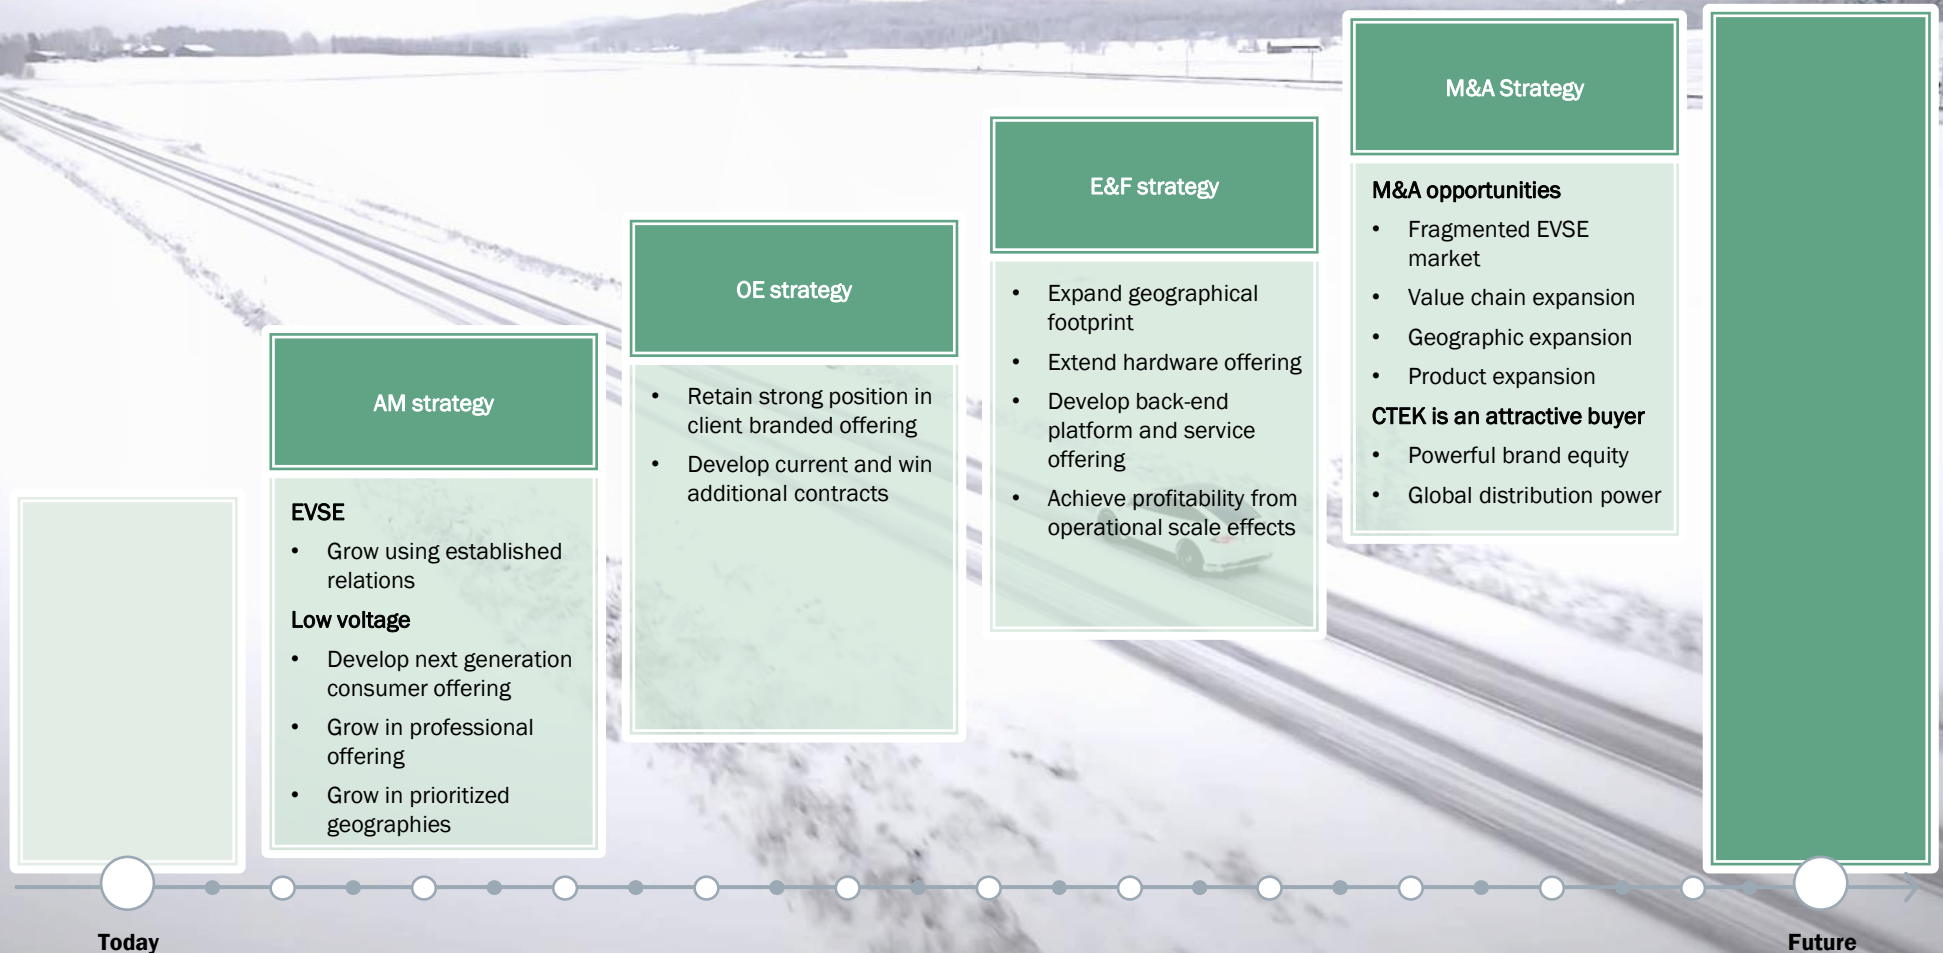 AM strategy
EVSE
• Grow using established
relations
Low voltage
• Develop next generation
consumer offering
• Grow in professional
offering
• Grow in prioritized
geographies
OE strategy
• Retain strong position in
client branded offering
• Develop current and win
additional contracts
E&F strategy
• Expand geographical
footprint
• Extend hardware offering
• Develop back-end
platform and service
offering
• Achieve profitability from
operational scale effects
M&A Strategy
M&A opportunities
• Fragmented EVSE
market
• Value chain expansion
• Geographic expansion
• Product expansion
CTEK is an attractive buyer
• Powerful brand equity
• Global distribution power
Today
Future